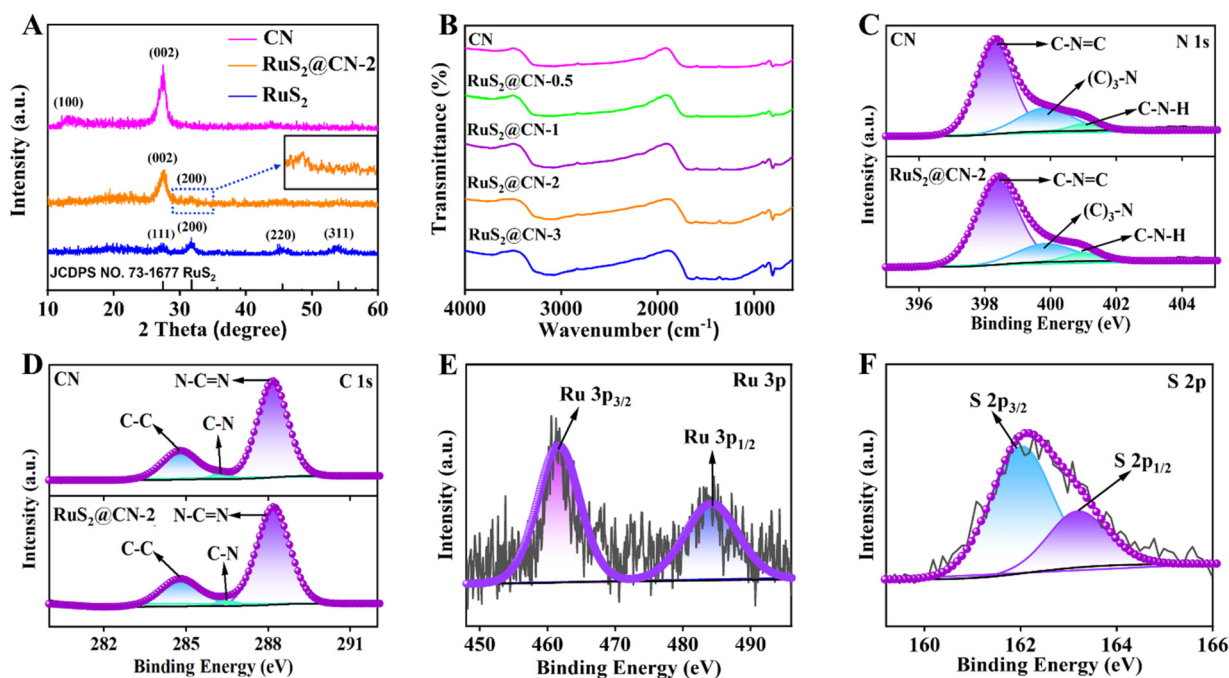 A
CN
RuS2@CN-2
RuS2
(002)
(100)
(002)
(200)
(111)
(200)
(220)
(311)
JCDPS NO. 73-1677 RuS2
10 20 30 40 50 60
2 Theta (degree)
Intensity (a.u.)
B
CN
RuS2@CN-0.5
RuS2@CN-1
RuS2@CN-2
RuS2@CN-3
4000 3000 2000 1000
Wavenumber (cm-1)
Transmittance (%)
C
CN
N 1s
C-N=C
(C)3-N
C-N-H
RuS2@CN-2
C-N=C
(C)3-N
C-N-H
396 398 400 402 404
Binding Energy (eV)
Intensity (a.u.)
D
CN
C 1s
N-C=N
C-C
C-N
RuS2@CN-2
N-C=N
C-C
C-N
282 285 288 291
Binding Energy (eV)
Intensity (a.u.)
E
Ru 3p
Ru 3p3/2
Ru 3p1/2
450 460 470 480 490
Binding Energy (eV)
Intensity (a.u.)
F
S 2p
S 2p3/2
S 2p1/2
160 162 164 166
Binding Energy (eV)
Intensity (a.u.)